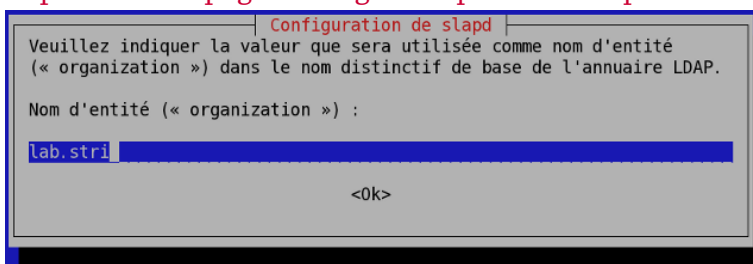 Configuration de slapd
Veuillez indiquer la valeur que sera utilisée comme nom d'entité
(« organization ») dans le nom distinctif de base de l'annuaire LDAP.
Nom d'entité (« organization ») :
lab.stri
<Ok>